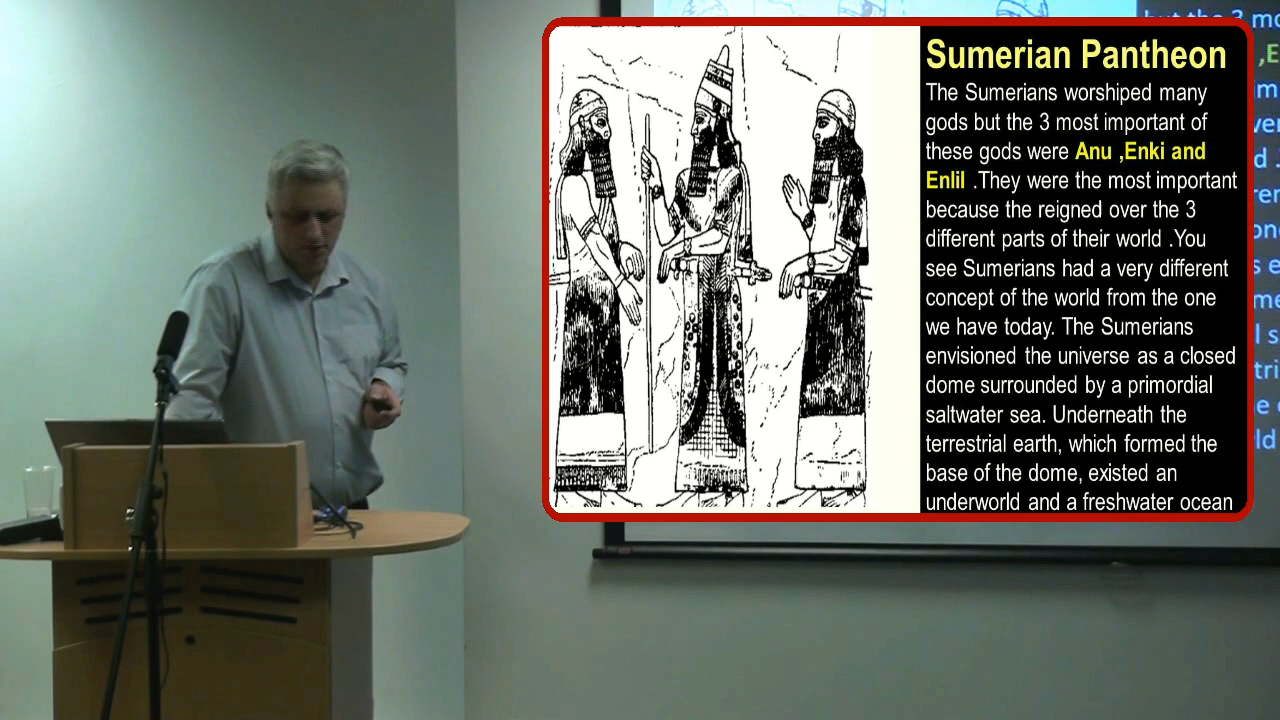 Sumerian Pantheon
The Sumerians worshiped many
gods but the 3 most important of
these gods were Anu ,Enki and
Enlil .They were the most important
because the reigned over the 3
different parts of their world .You
see Sumerians had a very different
concept of the world from the one
we have today. The Sumerians
envisioned the universe as a closed
dome surrounded by a primordial
saltwater sea. Underneath the
terrestrial earth, which formed the
base of the dome, existed an
underworld and a freshwater ocean